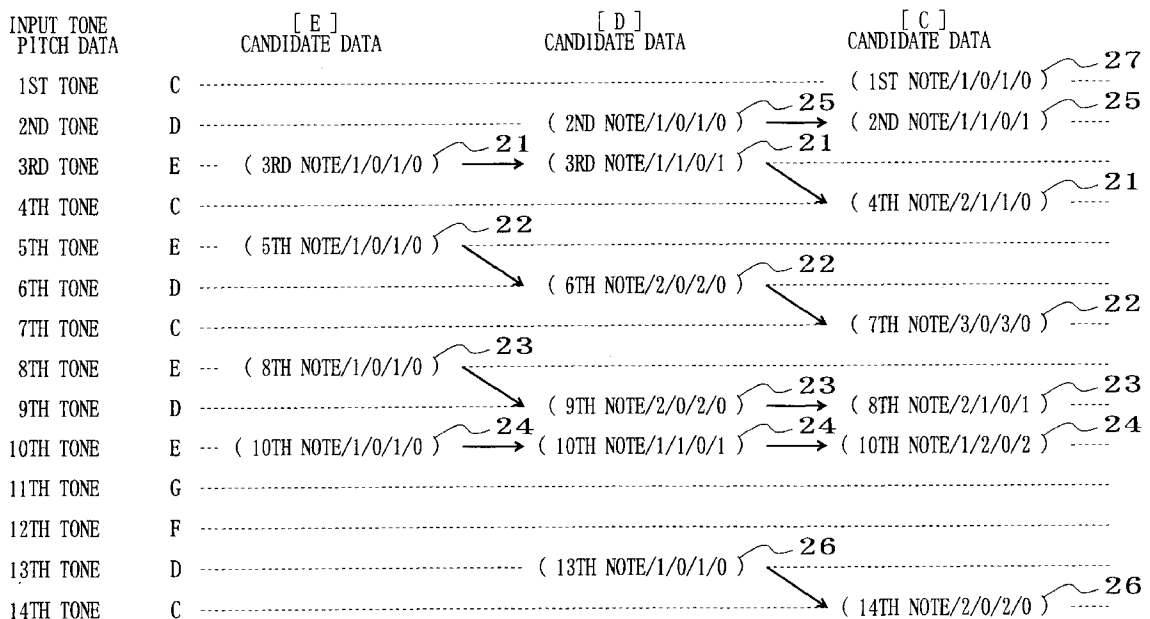 INPUT TONE PITCH DATA [ E ] CANDIDATE DATA [ D ] CANDIDATE DATA [ C ] CANDIDATE DATA
1ST TONE C ( 1ST NOTE/1/0/1/0 ) 27
2ND TONE D ( 2ND NOTE/1/0/1/0 ) 25 ( 2ND NOTE/1/1/0/1 ) 25
3RD TONE E ( 3RD NOTE/1/0/1/0 ) 21 ( 3RD NOTE/1/1/0/1 ) 21
4TH TONE C ( 4TH NOTE/2/1/1/0 ) 21
5TH TONE E ( 5TH NOTE/1/0/1/0 ) 22
6TH TONE D ( 6TH NOTE/2/0/2/0 ) 22
7TH TONE C ( 7TH NOTE/3/0/3/0 ) 22
8TH TONE E ( 8TH NOTE/1/0/1/0 ) 23
9TH TONE D ( 9TH NOTE/2/0/2/0 ) 23 ( 8TH NOTE/2/1/0/1 ) 23
10TH TONE E ( 10TH NOTE/1/0/1/0 ) 24 ( 10TH NOTE/1/1/0/1 ) 24 ( 10TH NOTE/1/2/0/2 ) 24
11TH TONE G
12TH TONE F
13TH TONE D ( 13TH NOTE/1/0/1/0 ) 26
14TH TONE C ( 14TH NOTE/2/0/2/0 ) 26